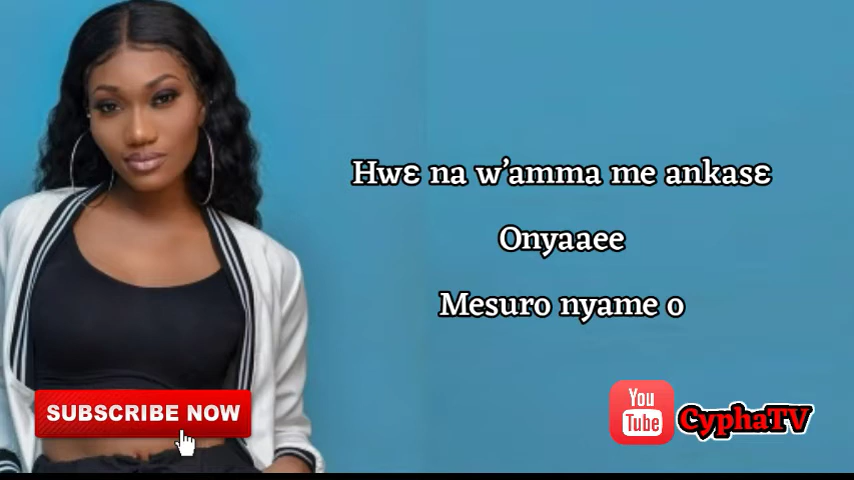 Hwɛ na w’amma me ankasɛ
Onyaaee
Mesuro nyame o
SUBSCRIBE NOW
You
Tube
CyphaTV